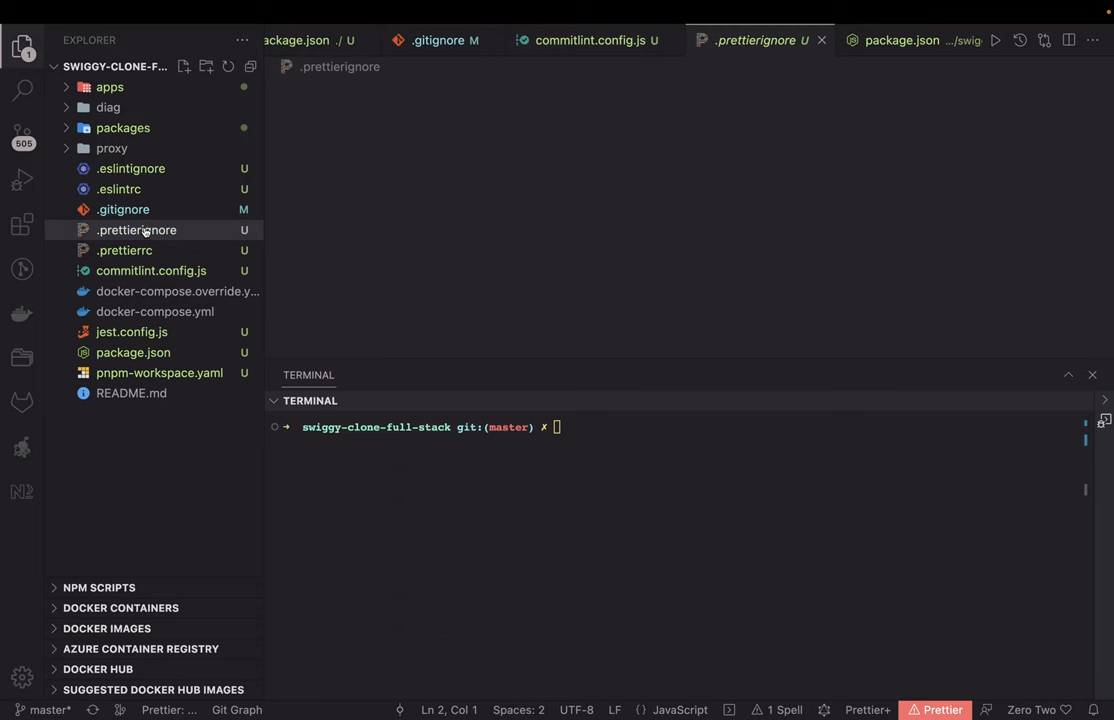 EXPLORER
ackage.json ./ U
.gitignore M
commitlint.config.js U
.prettierignore U
package.json .../swig
SWIGGY-CLONE-F...
.prettierignore
apps
diag
packages
proxy
.eslintignore U
.eslintrc U
.gitignore M
.prettierignore U
.prettierrc U
commitlint.config.js U
docker-compose.override.y...
docker-compose.yml
jest.config.js U
package.json U
pnpm-workspace.yaml U
README.md
505
1
TERMINAL
TERMINAL
swiggy-clone-full-stack git:(master) ✗
NPM SCRIPTS
DOCKER CONTAINERS
DOCKER IMAGES
AZURE CONTAINER REGISTRY
DOCKER HUB
SUGGESTED DOCKER HUB IMAGES
master* Prettier: ... Git Graph Ln 2, Col 1 Spaces: 2 UTF-8 LF {} JavaScript 1 Spell Prettier+ Prettier Zero Two